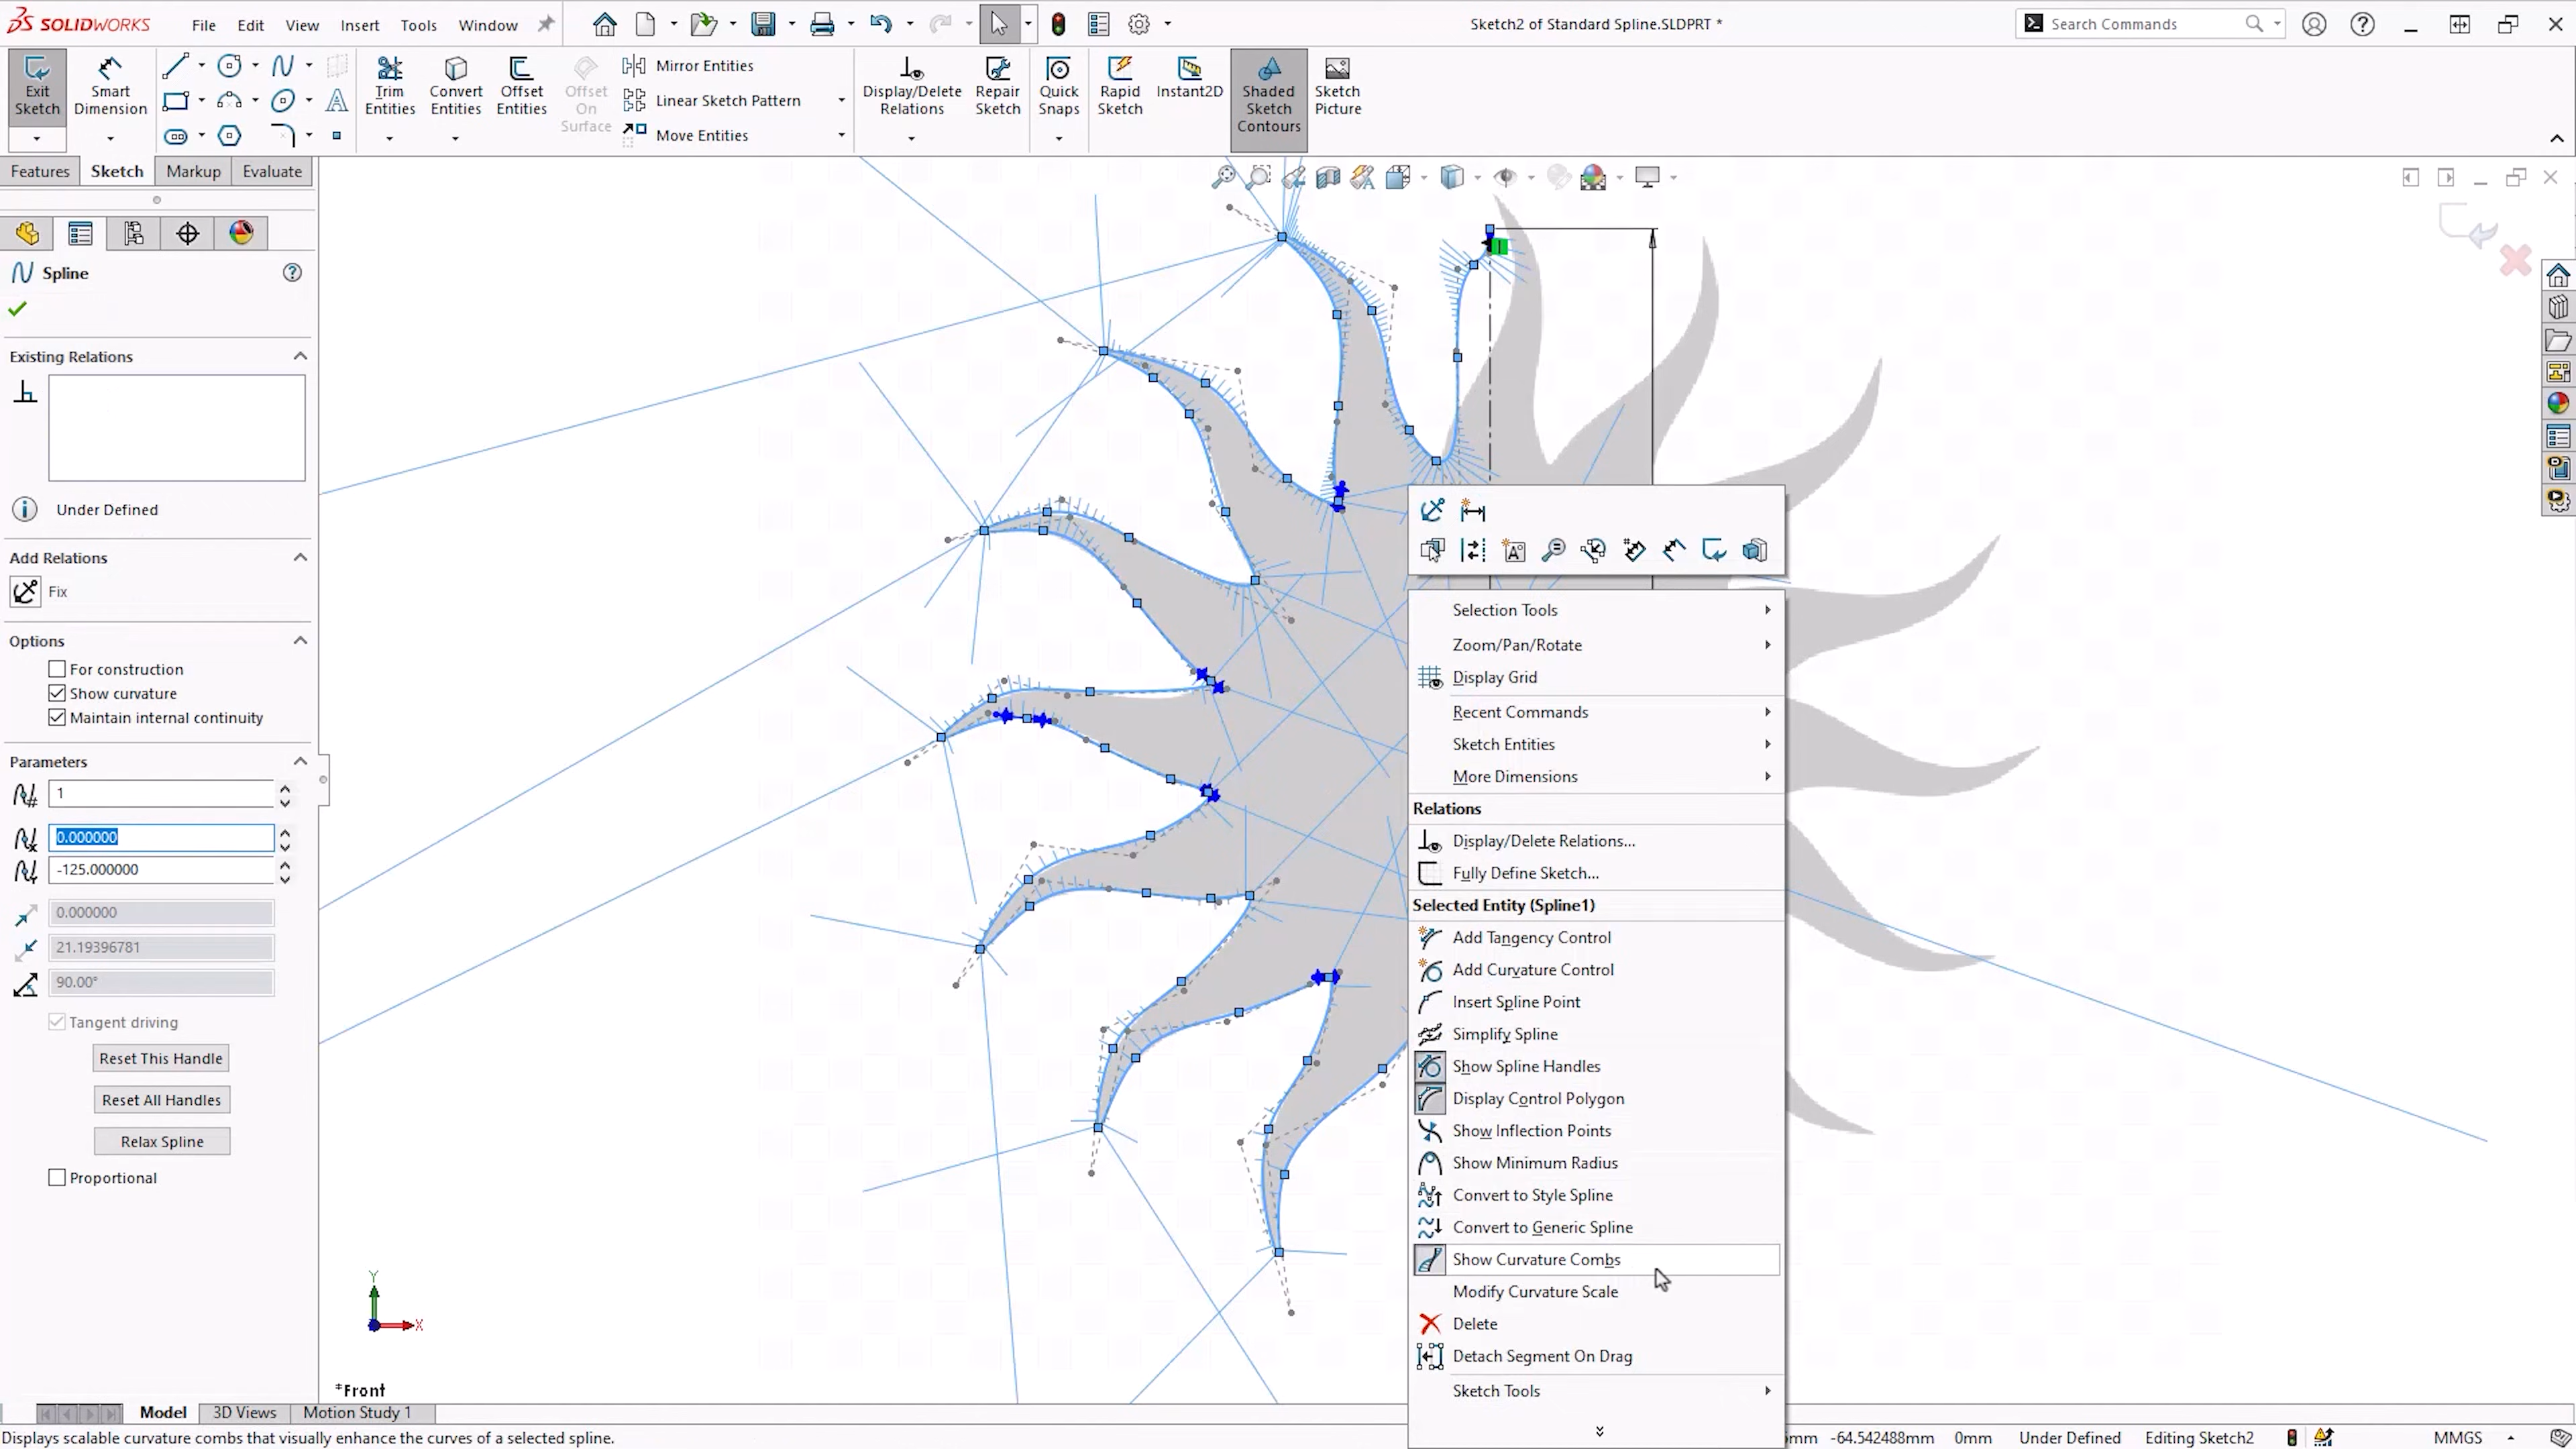 SOLIDWORKS
File Edit View Insert Tools Window
Sketch2 of Standard Spline.SLDPRT *
Search Commands
Exit Sketch
Smart Dimension
Trim Entities
Convert Entities
Offset Entities
Offset On Surface
Mirror Entities
Linear Sketch Pattern
Move Entities
Display/Delete Relations
Repair Sketch
Quick Snaps
Rapid Sketch
Instant2D
Shaded Sketch Contours
Sketch Picture
Features Sketch Markup Evaluate
Spline
Existing Relations
Under Defined
Add Relations
Fix
Options
For construction
Show curvature
Maintain internal continuity
Parameters
1
0.000000
-125.000000
0.000000
21.19396781
90.00°
Tangent driving
Reset This Handle
Reset All Handles
Relax Spline
Proportional
Selection Tools
Zoom/Pan/Rotate
Display Grid
Recent Commands
Sketch Entities
More Dimensions
Relations
Display/Delete Relations...
Fully Define Sketch...
Selected Entity (Spline1)
Add Tangency Control
Add Curvature Control
Insert Spline Point
Simplify Spline
Show Spline Handles
Display Control Polygon
Show Inflection Points
Show Minimum Radius
Convert to Style Spline
Convert to Generic Spline
Show Curvature Combs
Modify Curvature Scale
Delete
Detach Segment On Drag
Sketch Tools
Y
X
*Front
Model 3D Views Motion Study 1
Displays scalable curvature combs that visually enhance the curves of a selected spline.
mm -64.542488mm 0mm Under Defined Editing Sketch2 MMGS